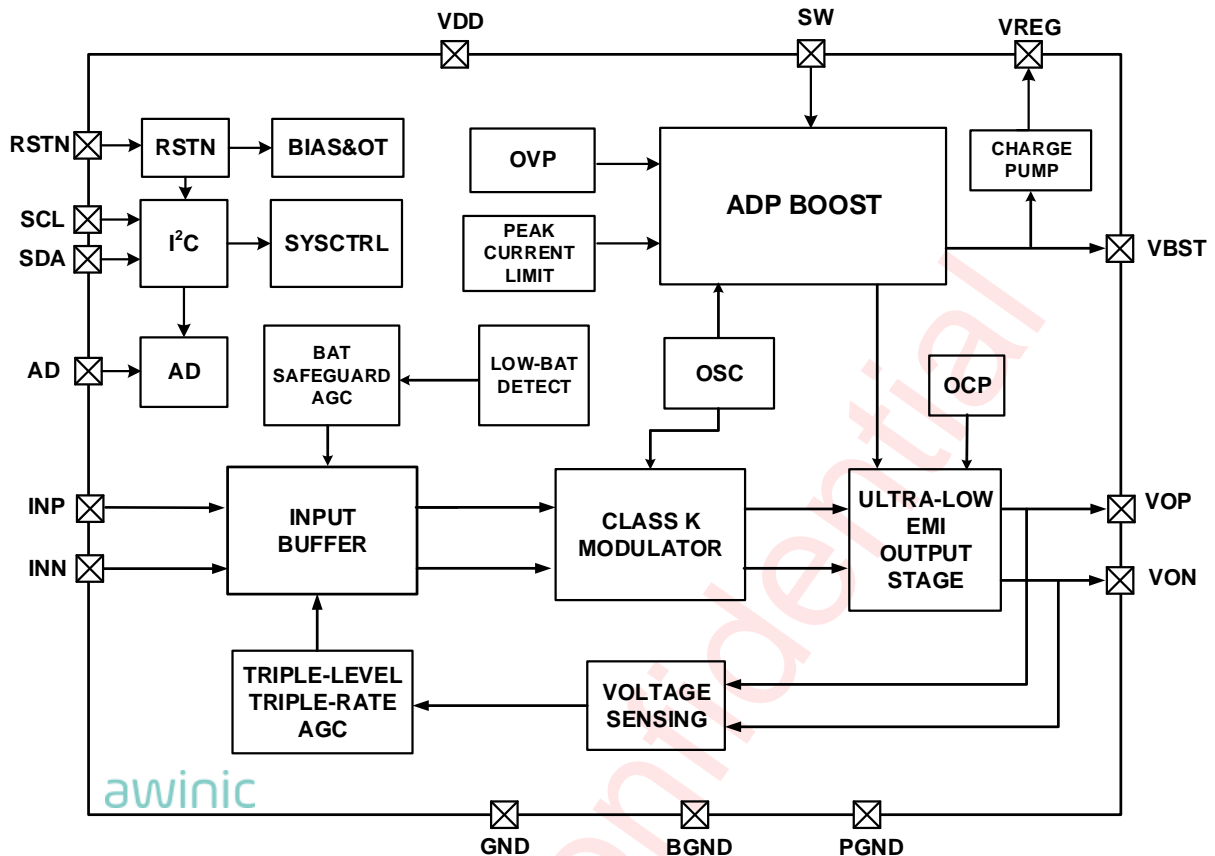 VDD
SW
VREG
RSTN
RSTN
BIAS&OT
OVP
CHARGE
PUMP
ADP BOOST
SCL
SDA
I²C
SYSCTRL
PEAK
CURRENT
LIMIT
VBST
AD
AD
BAT
SAFEGUARD
AGC
LOW-BAT
DETECT
OSC
OCP
INP
INN
INPUT
BUFFER
CLASS K
MODULATOR
ULTRA-LOW
EMI
OUTPUT
STAGE
VOP
VON
TRIPLE-LEVEL
TRIPLE-RATE
AGC
VOLTAGE
SENSING
awinic
GND
BGND
PGND